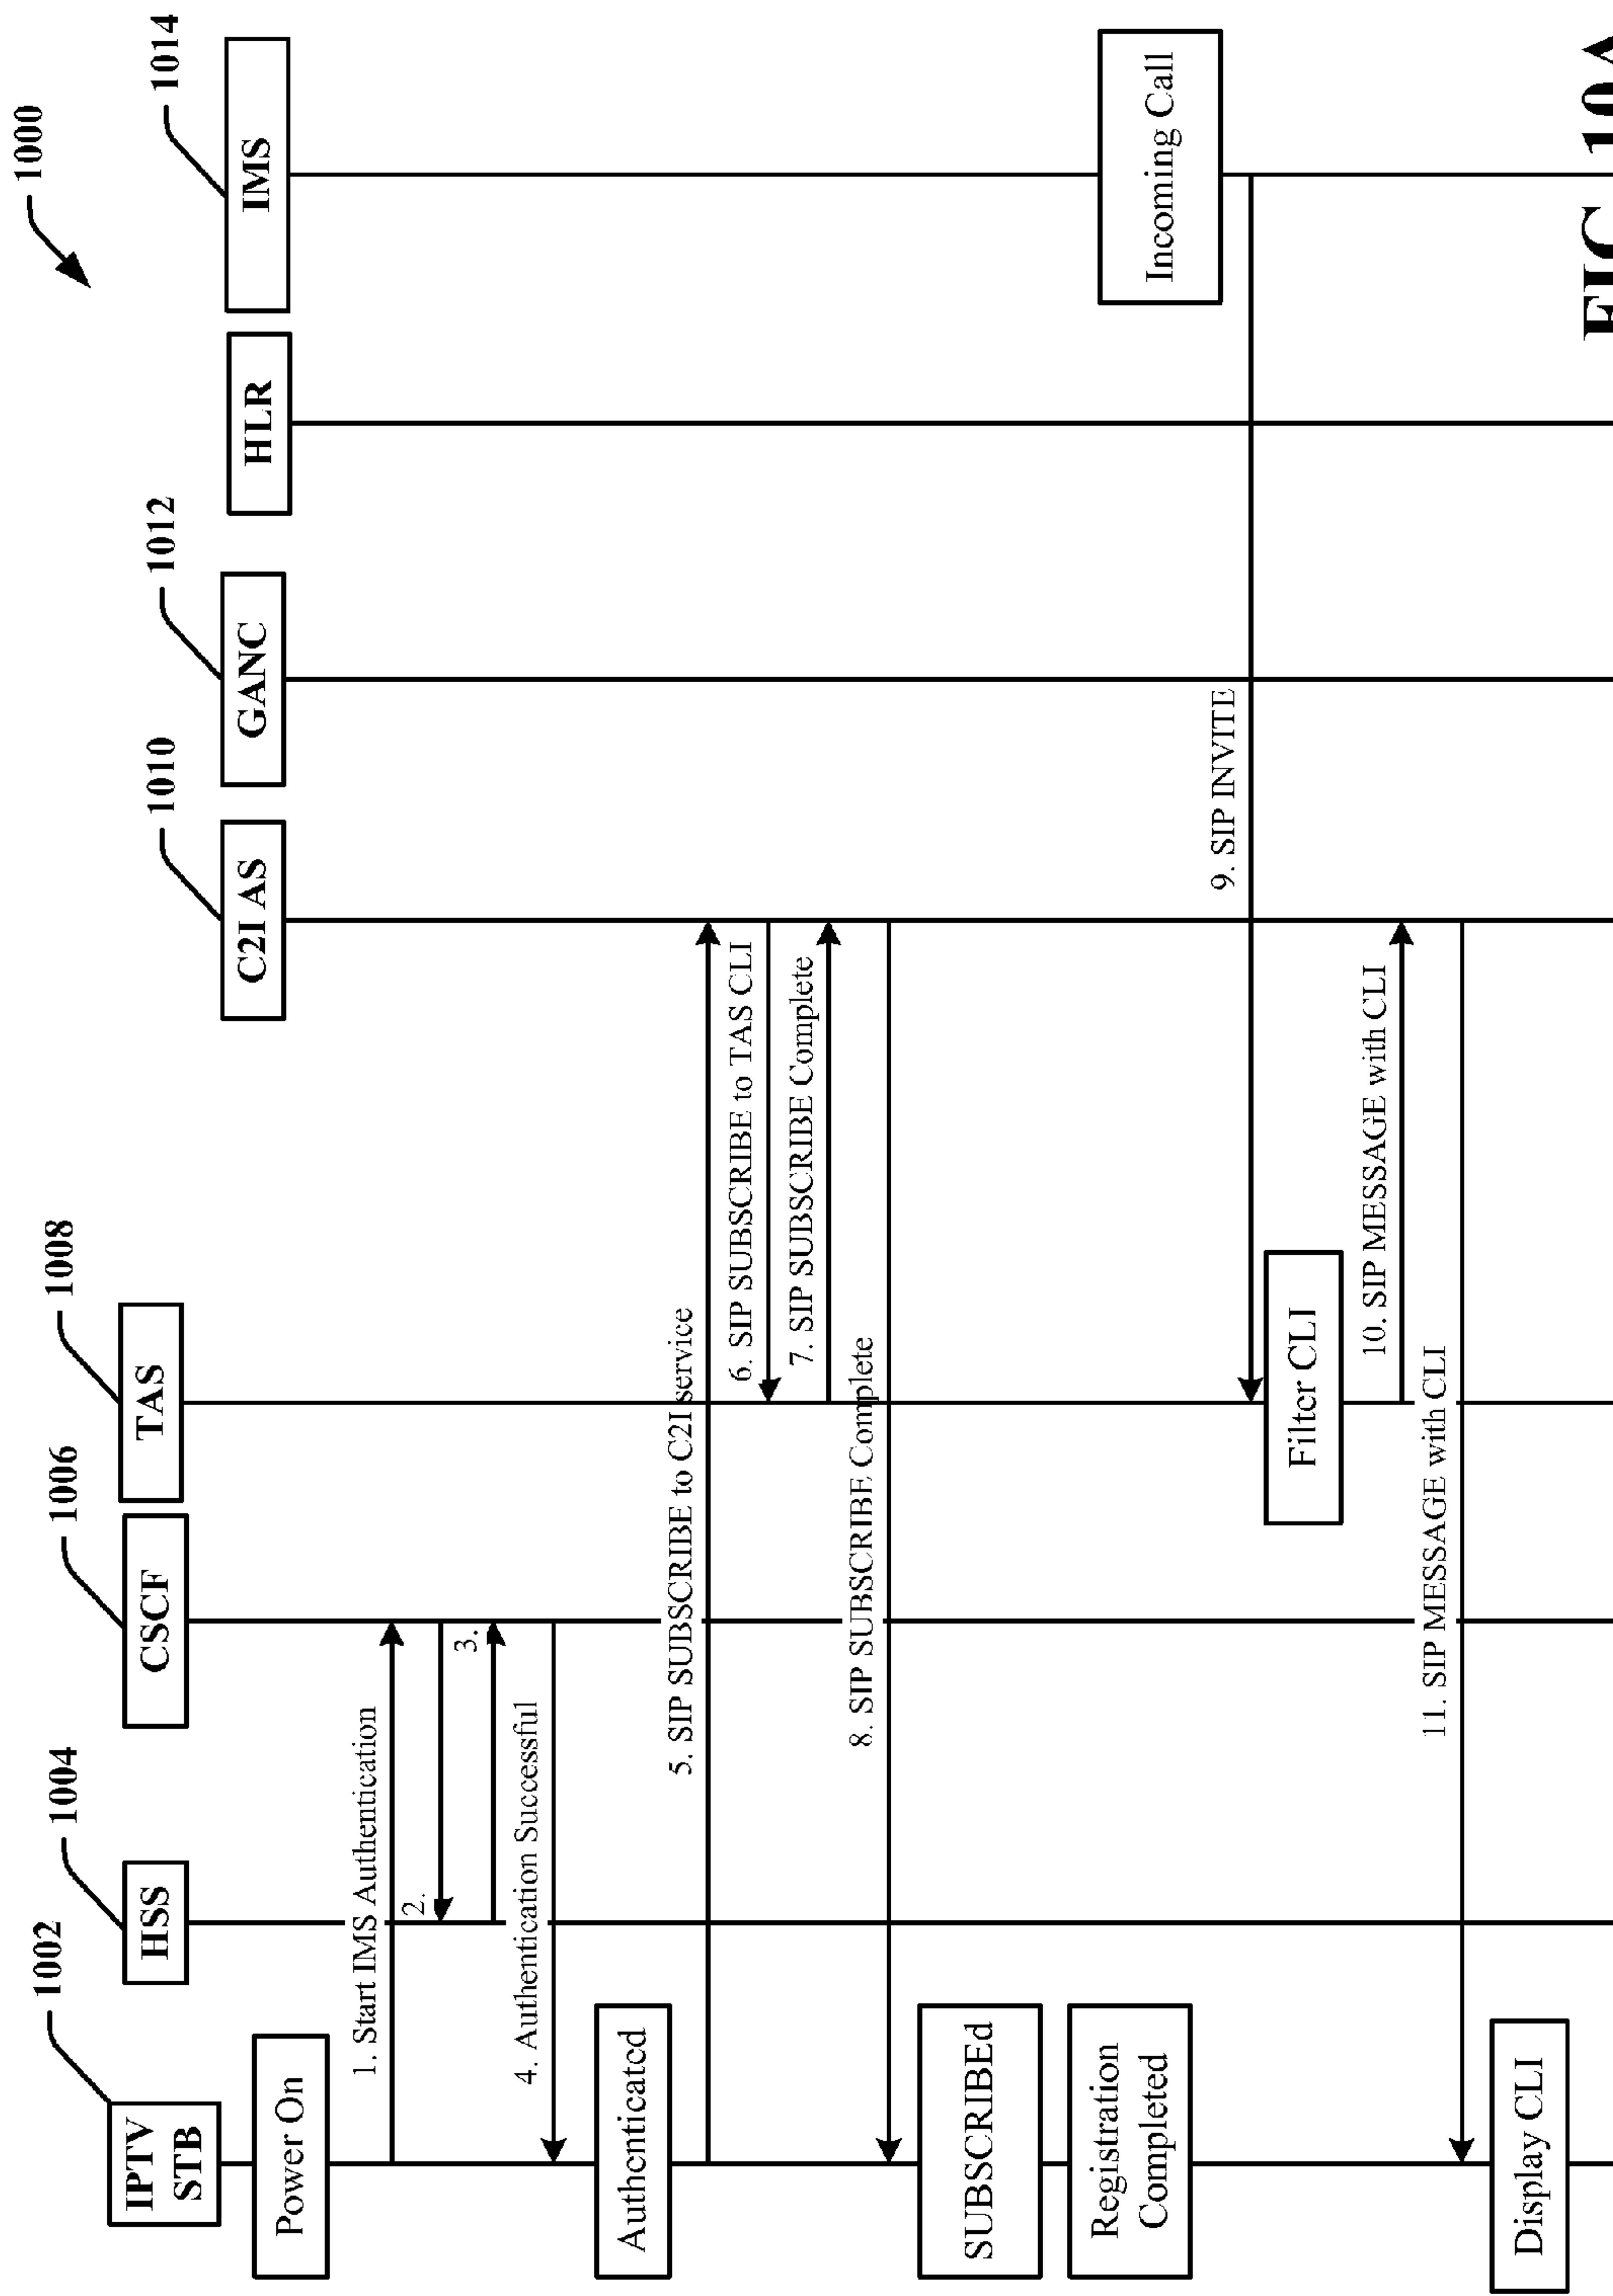 1000
1002
1004
1006
1008
1010
1012
1014
IPTV
STB
HSS
CSCF
TAS
C2I AS
GANC
HLR
IMS
Power On
1. Start IMS Authentication
2.
3.
4. Authentication Successful
Authenticated
5. SIP SUBSCRIBE to C2I service
6. SIP SUBSCRIBE to TAS CLI
7. SIP SUBSCRIBE Complete
8. SIP SUBSCRIBE Complete
SUBSCRIBEd
Registration
Completed
Incoming Call
9. SIP INVITE
Filter CLI
10. SIP MESSAGE with CLI
11. SIP MESSAGE with CLI
Display CLI
FIG. 10A